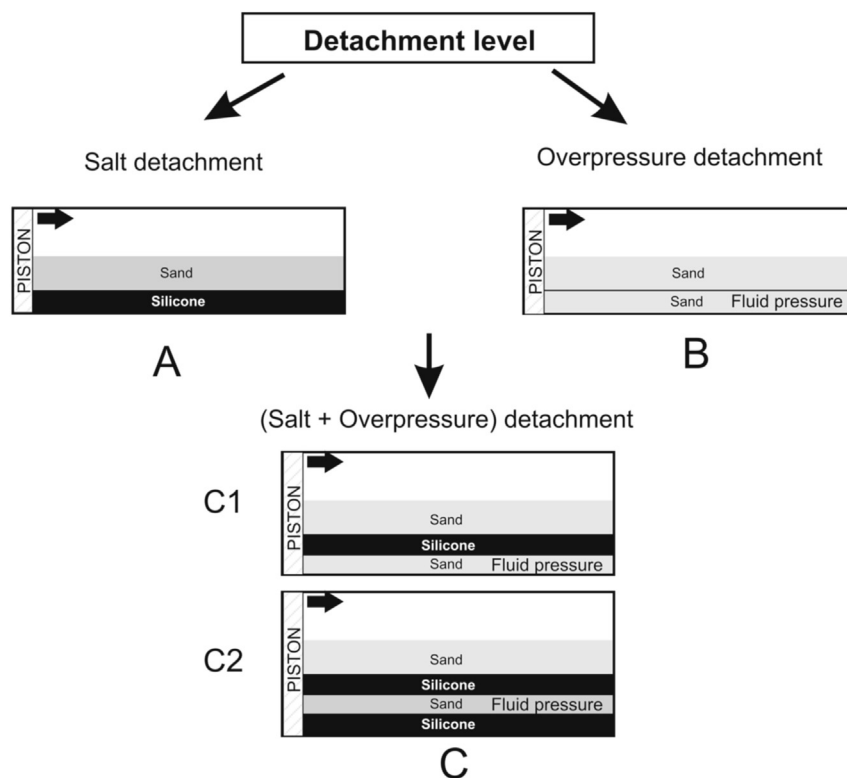 Detachment level
Salt detachment
Overpressure detachment
PISTON
Sand
Silicone
A
PISTON
Sand
Sand Fluid pressure
B
(Salt + Overpressure) detachment
C1
PISTON
Sand
Silicone
Sand Fluid pressure
C2
PISTON
Sand
Silicone
Sand Fluid pressure
Silicone
C